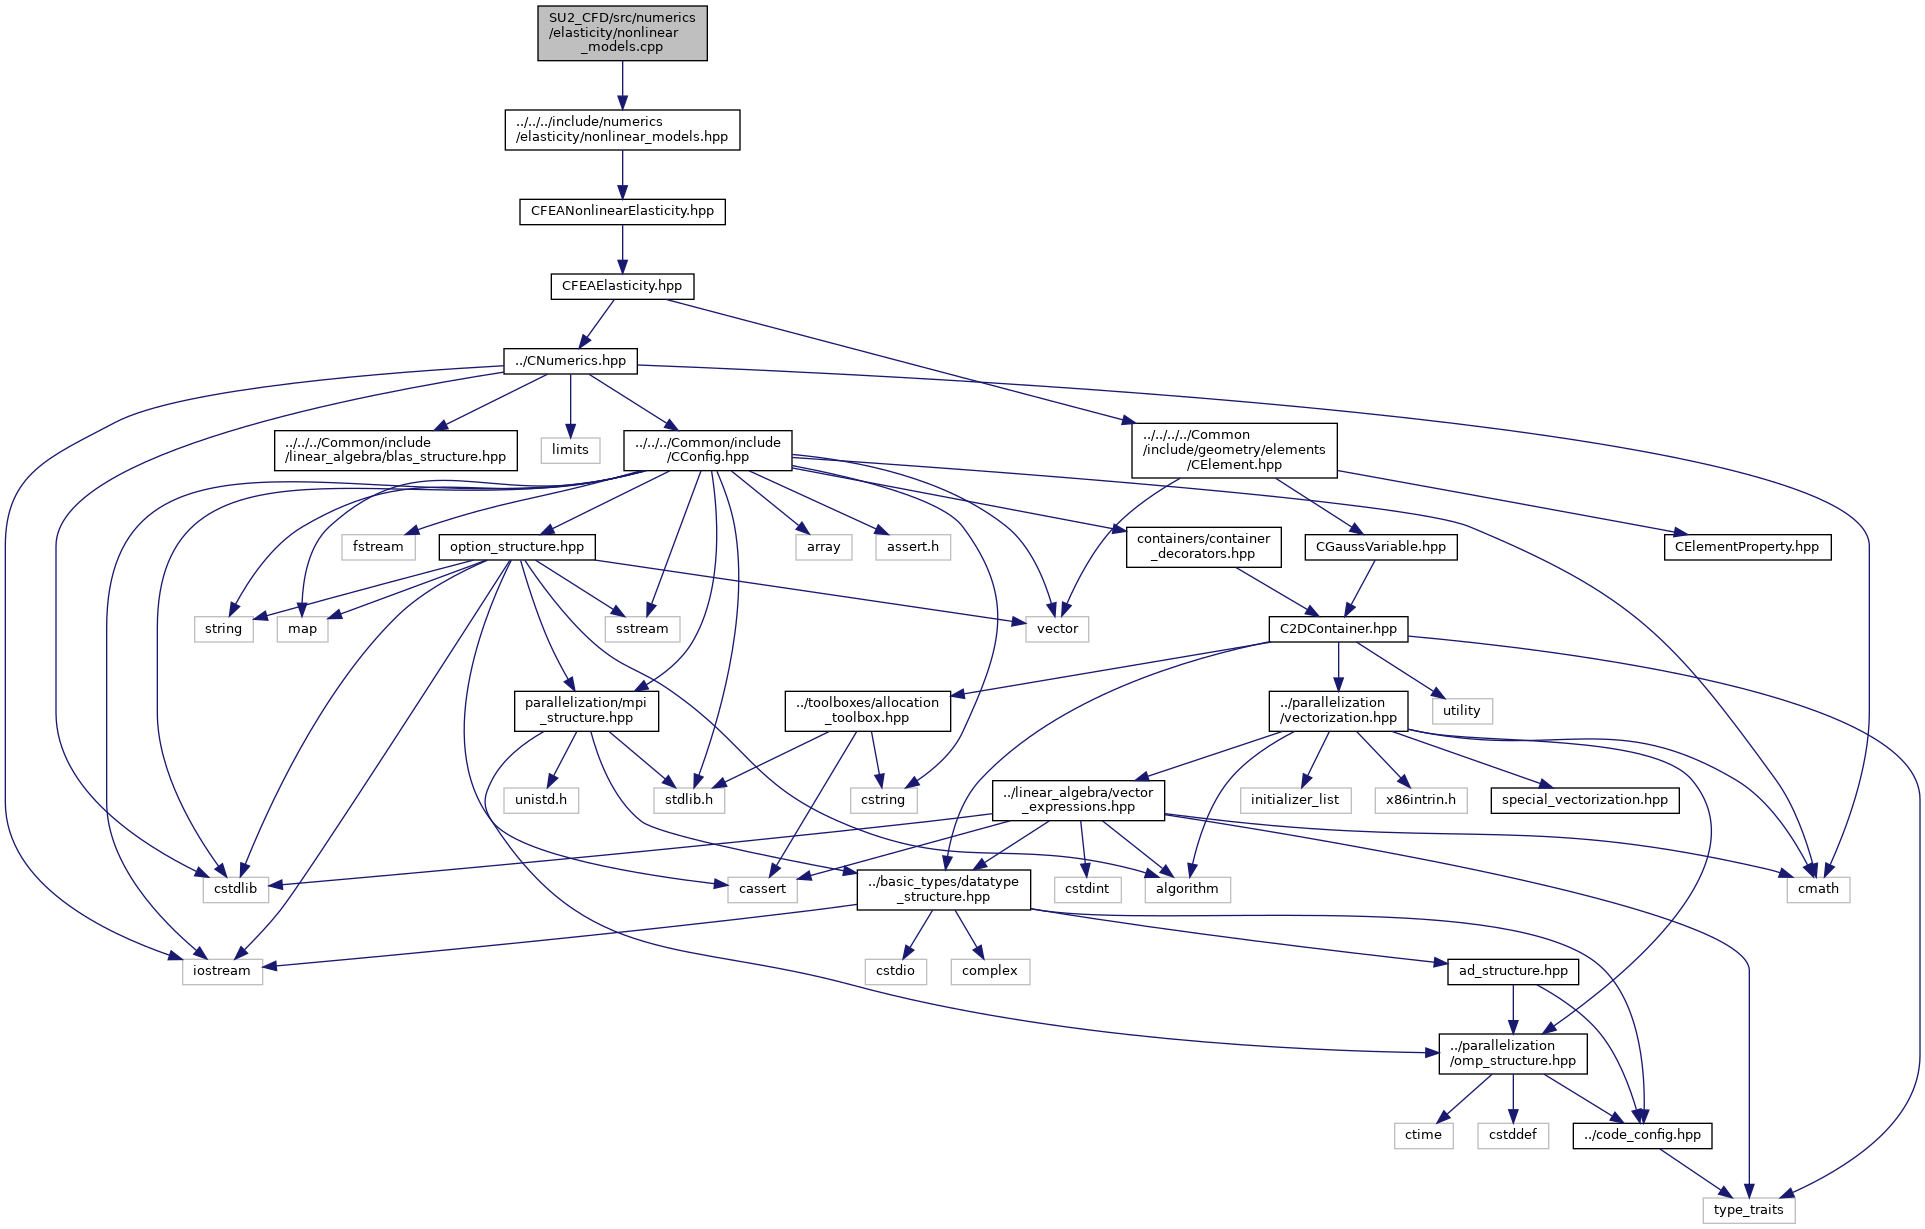 SU2_CFD/src/numerics
/elasticity/nonlinear
_models.cpp
../../../include/numerics
/elasticity/nonlinear_models.hpp
CFEANonlinearElasticity.hpp
CFEAElasticity.hpp
../CNumerics.hpp
../../../Common/include
/linear_algebra/blas_structure.hpp
limits
../../../Common/include
/CConfig.hpp
../../../../Common
/include/geometry/elements
/CElement.hpp
fstream
option_structure.hpp
array
assert.h
containers/container
_decorators.hpp
CGaussVariable.hpp
CElementProperty.hpp
string
map
sstream
vector
C2DContainer.hpp
parallelization/mpi
_structure.hpp
../toolboxes/allocation
_toolbox.hpp
../parallelization
/vectorization.hpp
utility
unistd.h
stdlib.h
cstring
../linear_algebra/vector
_expressions.hpp
initializer_list
x86intrin.h
special_vectorization.hpp
cstdlib
cassert
../basic_types/datatype
_structure.hpp
cstdint
algorithm
cmath
iostream
cstdio
complex
ad_structure.hpp
../parallelization
/omp_structure.hpp
ctime
cstddef
../code_config.hpp
type_traits